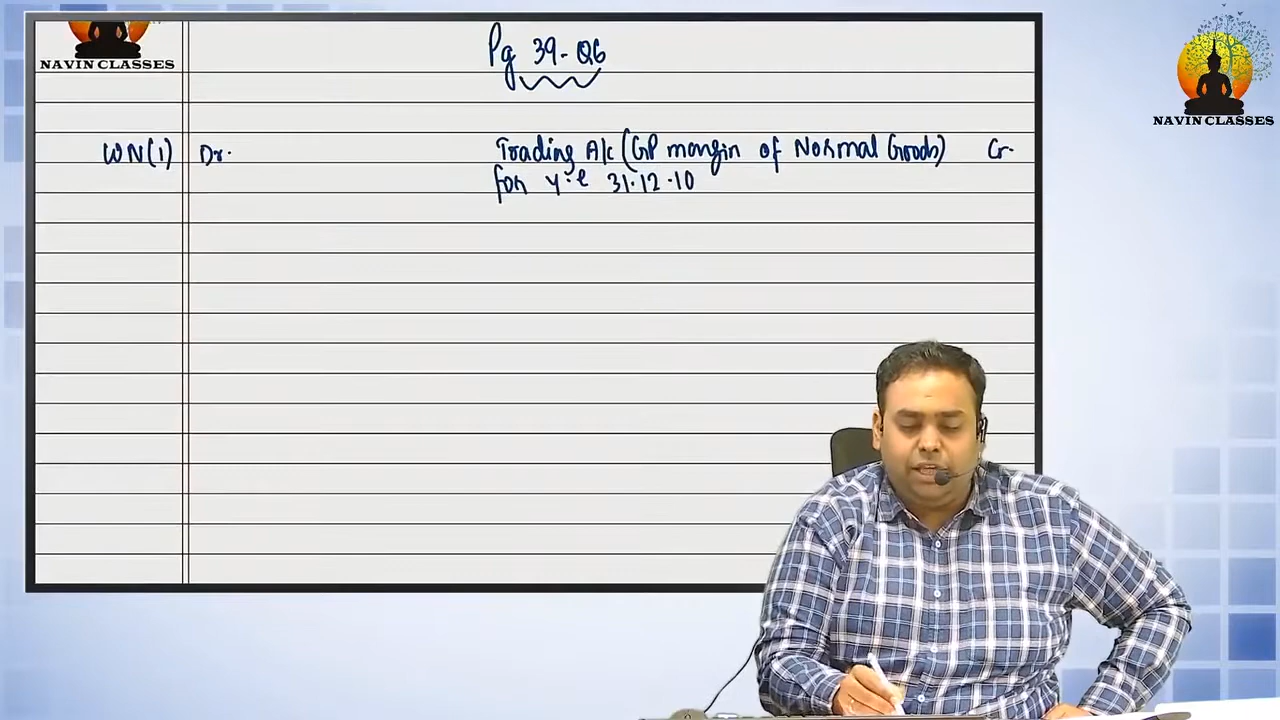 NAVIN CLASSES
Pg 39- Q6
NAVIN CLASSES
WN(1) Dr. Trading A/c (GP margin of Normal Goods) Cr.
for y.e 31.12.10